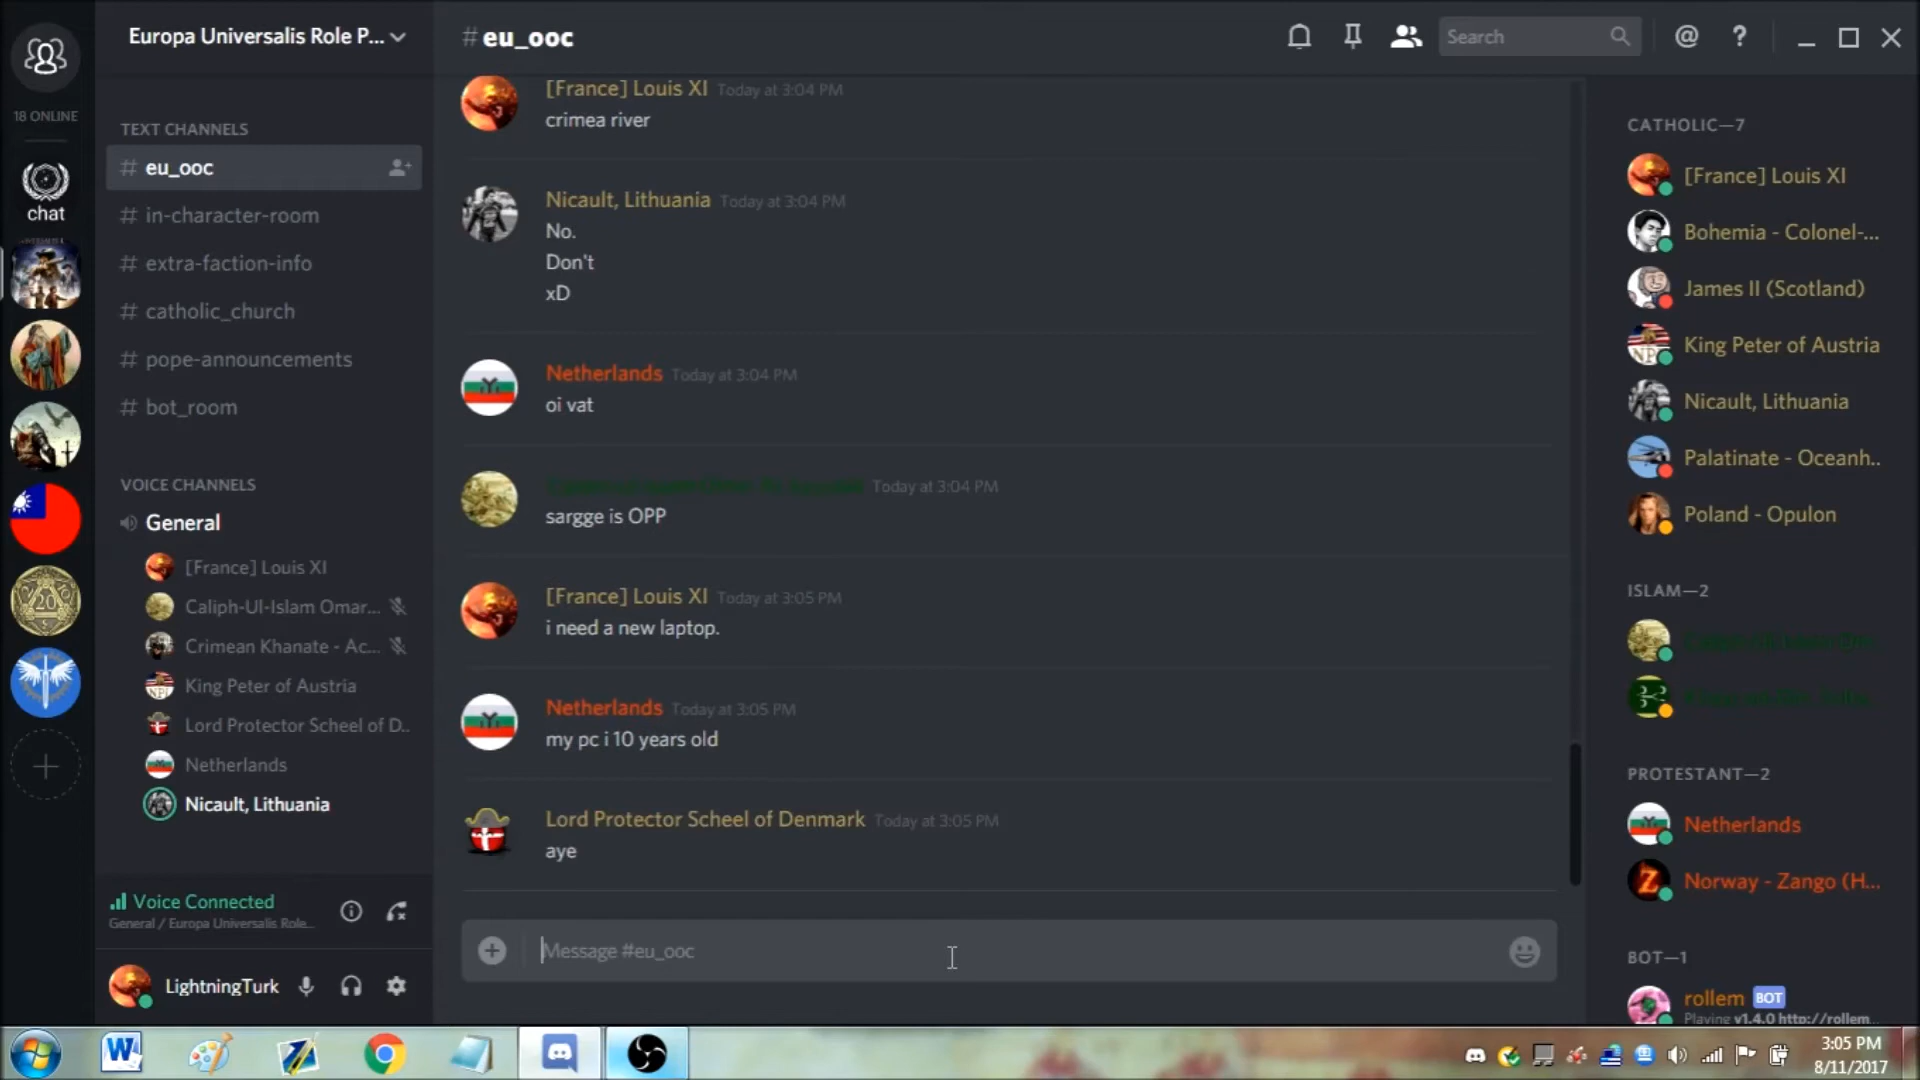 Europa Universalis Role P...
# eu_ooc
Search
@
?
18 ONLINE
chat
TEXT CHANNELS
# eu_ooc
# in-character-room
# extra-faction-info
# catholic_church
# pope-announcements
# bot_room
VOICE CHANNELS
General
[France] Louis XI
Caliph-Ul-Islam Omar...
Crimean Khanate - Ac...
King Peter of Austria
Lord Protector Scheel of D..
Netherlands
Nicault, Lithuania
Voice Connected
General / Europa Universalis Role...
LightningTurk
[France] Louis XI Today at 3:04 PM
crimea river
Nicault, Lithuania Today at 3:04 PM
No.
Don't
xD
Netherlands Today at 3:04 PM
oi vat
Today at 3:04 PM
sargge is OPP
[France] Louis XI Today at 3:05 PM
i need a new laptop.
Netherlands Today at 3:05 PM
my pc i 10 years old
Lord Protector Scheel of Denmark Today at 3:05 PM
aye
Message #eu_ooc
CATHOLIC—7
[France] Louis XI
Bohemia - Colonel-...
James II (Scotland)
King Peter of Austria
Nicault, Lithuania
Palatinate - Oceanh..
Poland - Opulon
ISLAM—2
PROTESTANT—2
Netherlands
Norway - Zango (H...
BOT—1
rollem BOT
Playing v1.4.0 http://rollem...
3:05 PM
8/11/2017